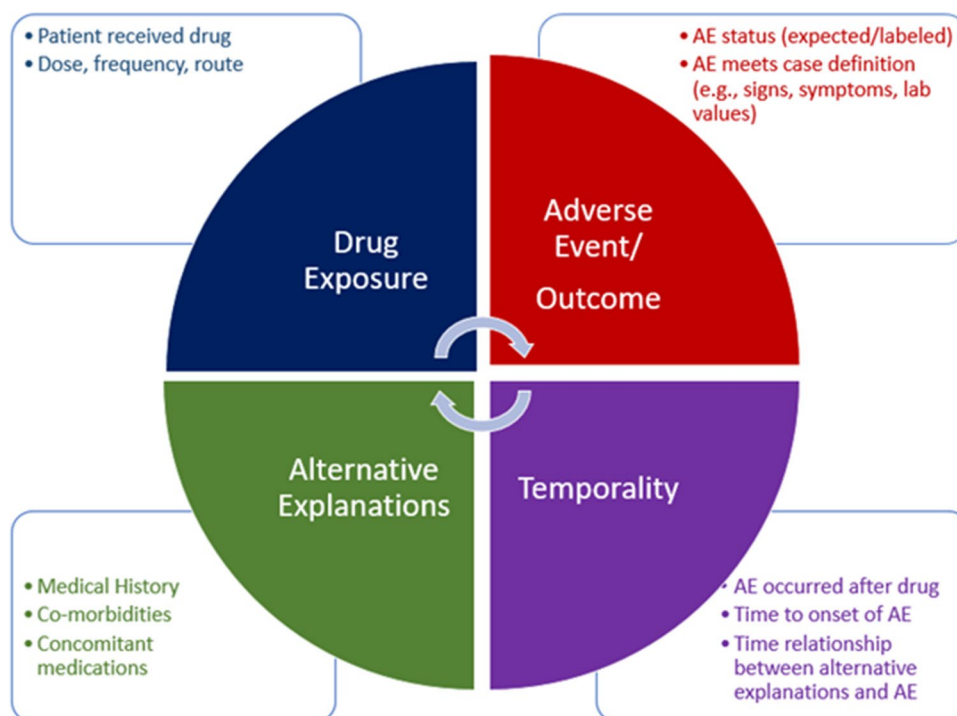 • Patient received drug
• Dose, frequency, route
• AE status (expected/labeled)
• AE meets case definition
(e.g., signs, symptoms, lab
values)
Drug
Exposure
Adverse
Event/
Outcome
Alternative
Explanations
Temporality
• Medical History
• Co-morbidities
• Concomitant
medications
• AE occurred after drug
• Time to onset of AE
• Time relationship
between alternative
explanations and AE